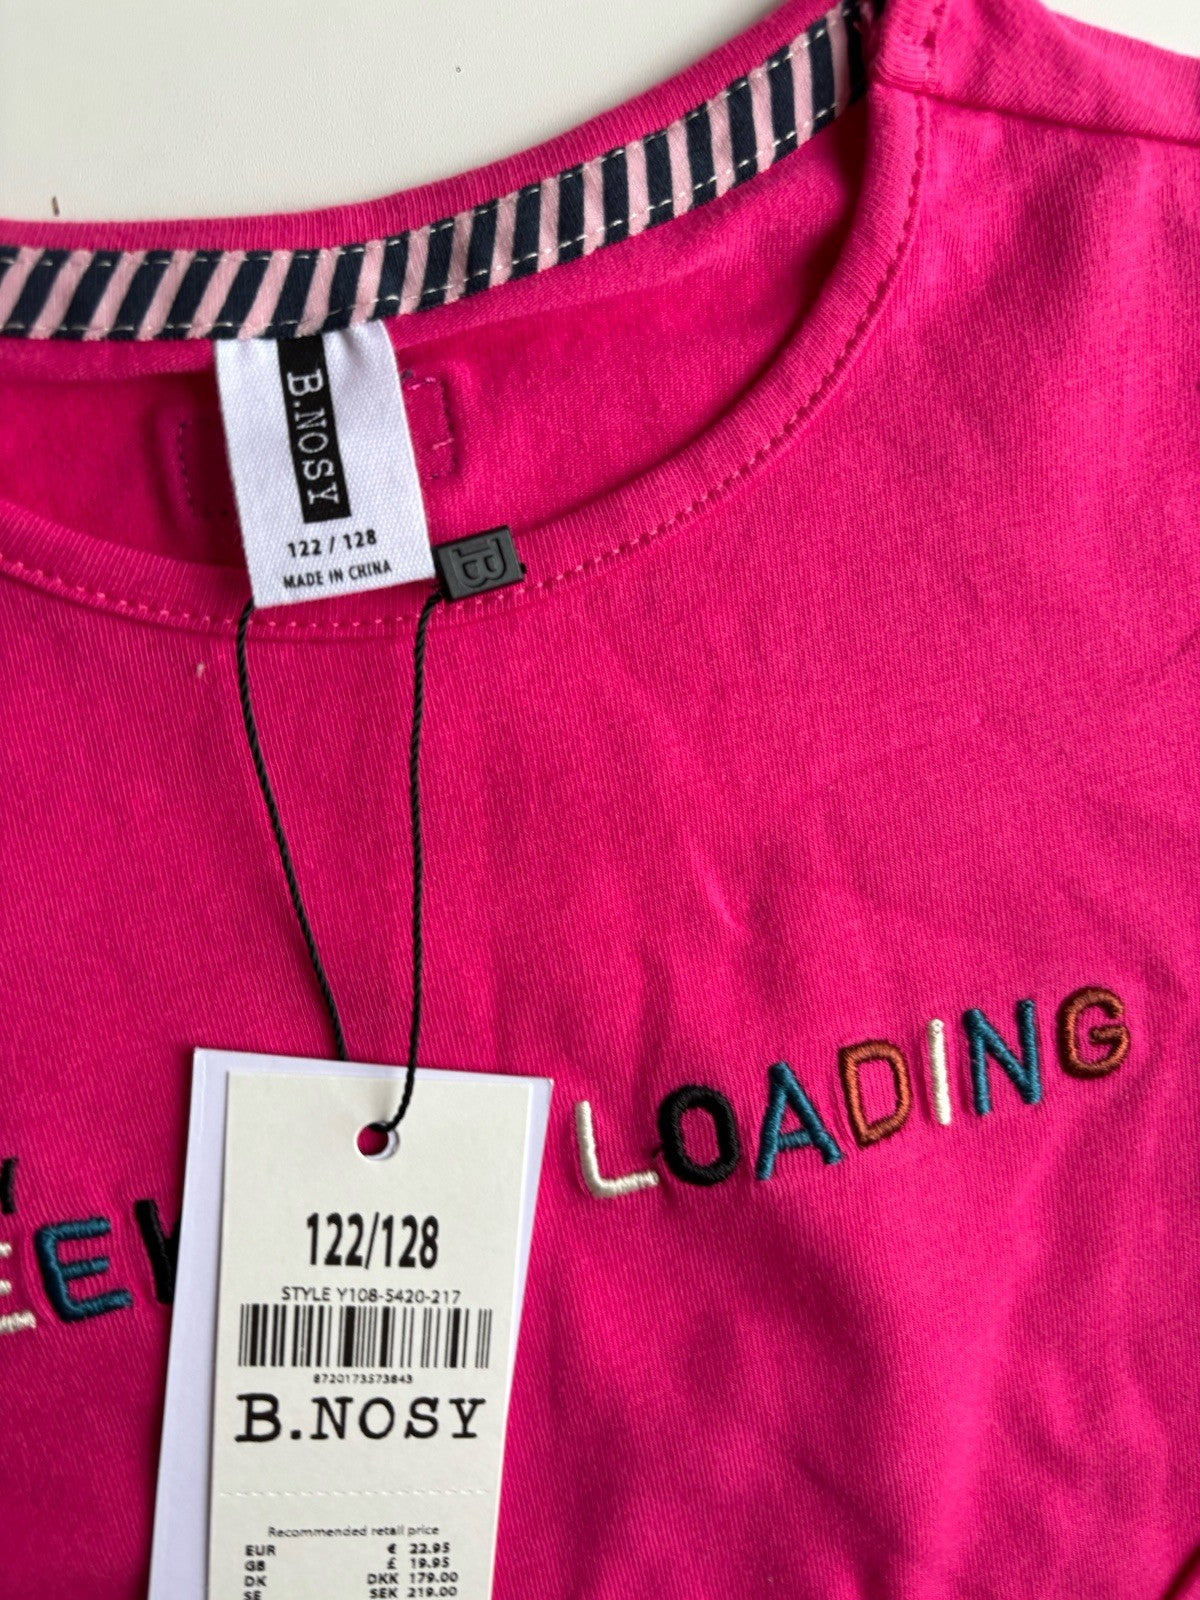 B.NOSY
122 / 128
MADE IN CHINA
B
LOADING
122/128
STYLE Y108-5420-217
8720173573843
B.NOSY
Recommended retail price
EUR € 22.95
GB £ 19.95
DK DKK 179.00
SE SEK 219.00